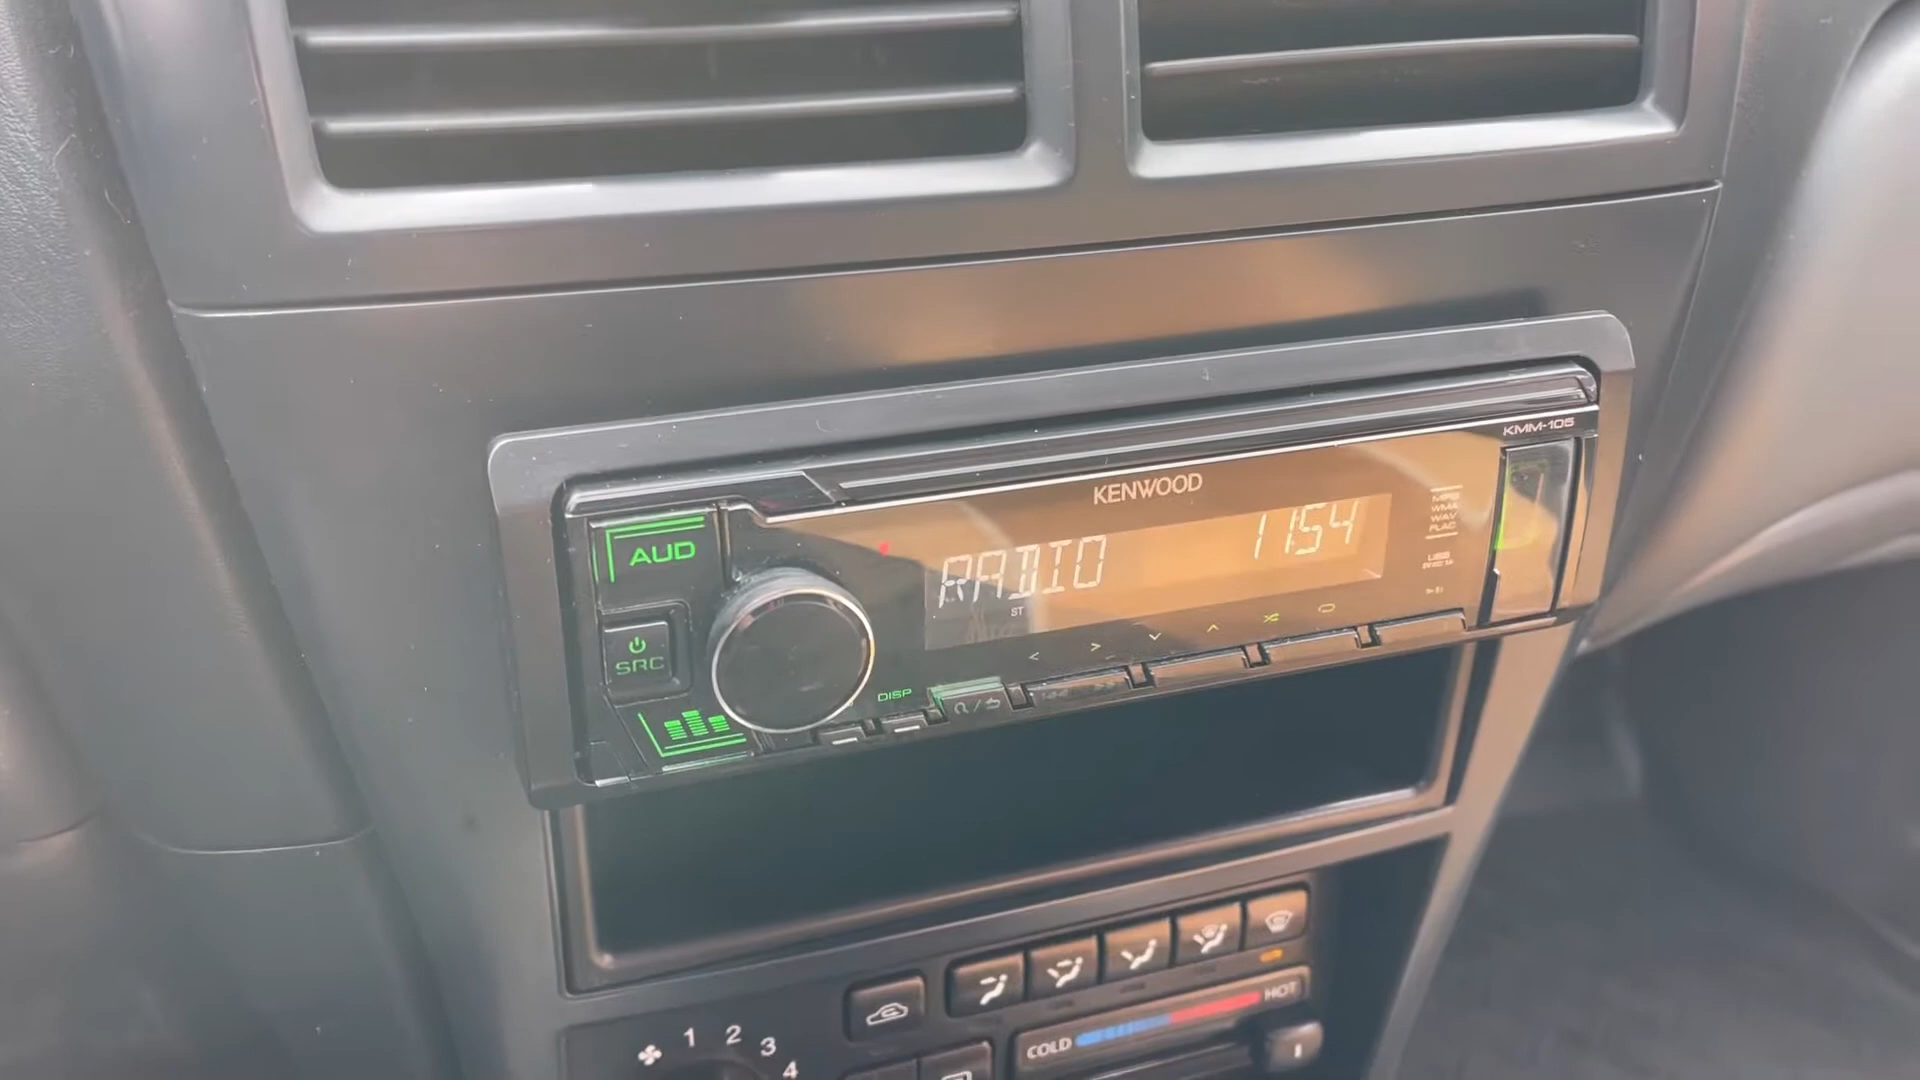 KMM-105
KENWOOD
AUD
RADIO 11:54
ST
MP3
WMA
WAV
FLAC
USB
SRC
DISP
HOT
COLD
1 2 3 4